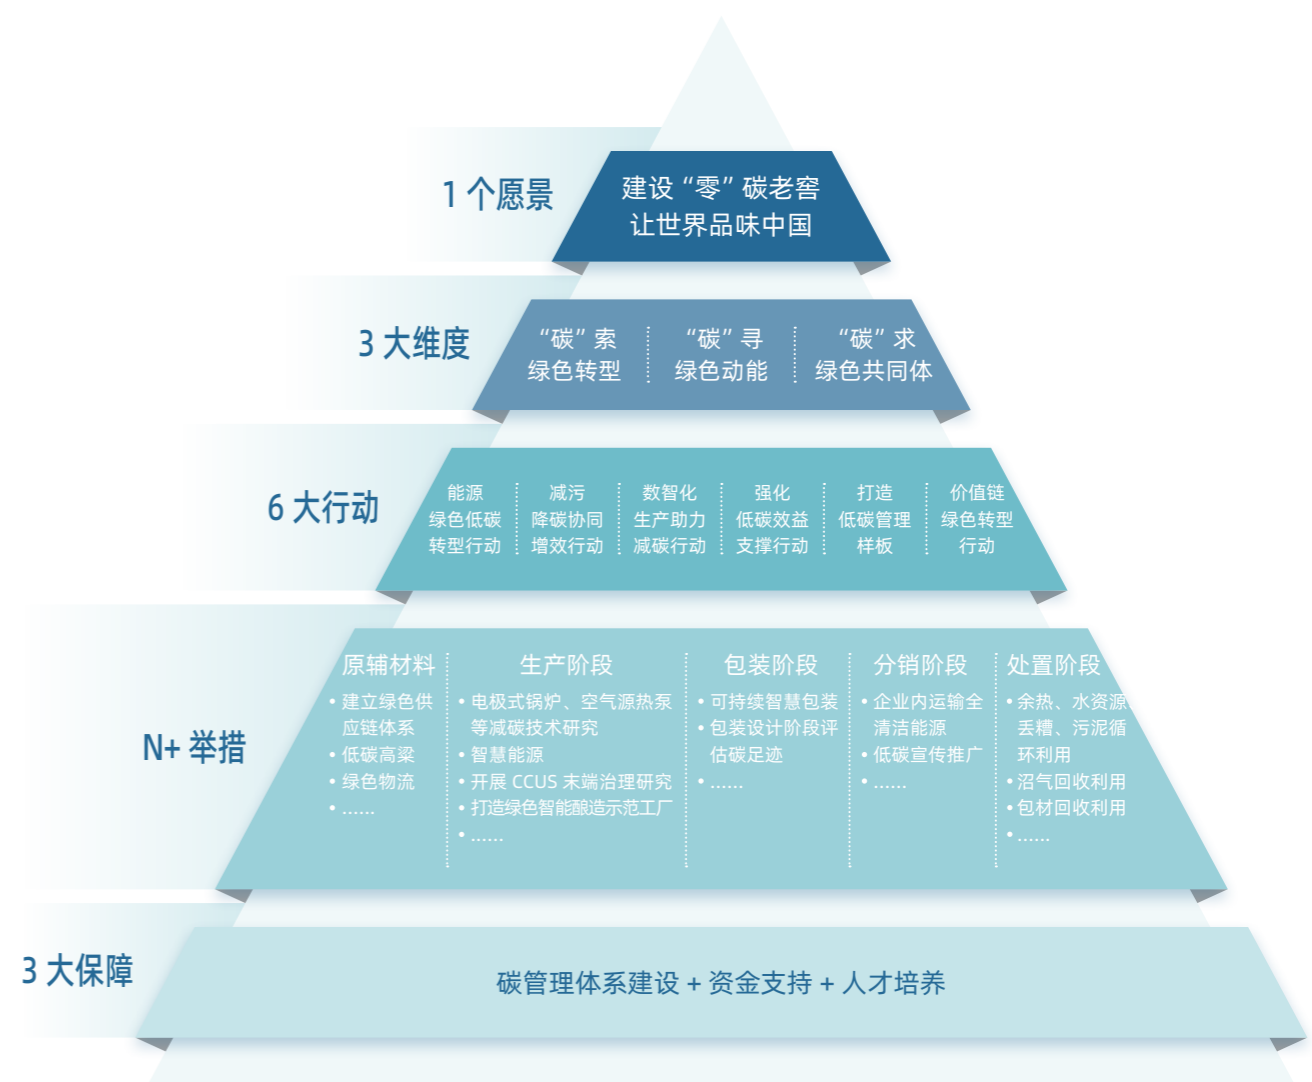 1 个愿景
建设 “零” 碳老窖
让世界品味中国
3 大维度
“碳” 索
绿色转型
“碳” 寻
绿色动能
“碳” 求
绿色共同体
6 大行动
能源
绿色低碳
转型行动
减污
降碳协同
增效行动
数智化
生产助力
减碳行动
强化
低碳效益
支撑行动
打造
低碳管理
样板
价值链
绿色转型
行动
N+ 举措
原辅材料
• 建立绿色供
应链体系
• 低碳高粱
• 绿色物流
• ……
生产阶段
• 电极式锅炉、空气源热泵
等减碳技术研究
• 智慧能源
• 开展 CCUS 末端治理研究
• 打造绿色智能酿造示范工厂
• ……
包装阶段
• 可持续智慧包装
• 包装设计阶段评
估碳足迹
• ……
分销阶段
• 企业内运输全
清洁能源
• 低碳宣传推广
• ……
处置阶段
• 余热、水资源、
丢糟、污泥循
环利用
• 沼气回收利用
• 包材回收利用
• ……
3 大保障
碳管理体系建设 + 资金支持 + 人才培养